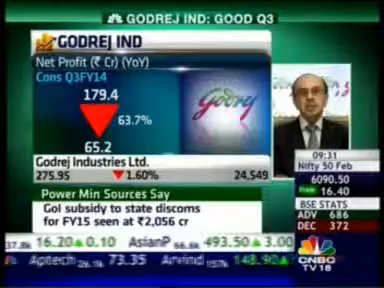 GODREJ IND: GOOD Q3
GODREJ IND
Net Profit (₹ Cr) (YoY)
Cons Q3FY14
179.4
63.7%
65.2
Godrej
Godrej Industries Ltd.
275.95 1.60% 24,549
Power Min Sources Say
GoI subsidy to state discoms
for FY15 seen at ₹2,056 cr
09:31
Nifty 50 Feb
6090.50
Prem 16.40
BSE STATS
ADV 686
DEC 372
CNBC
TV 18
37.8k 16.20 0.10 AsianP 493.50 3.00
Aptech 73.35 Arvind 148.90